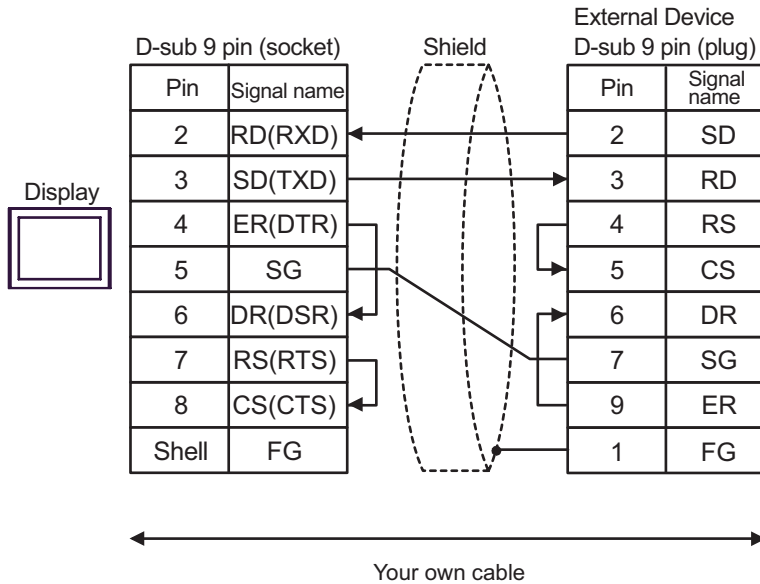 External Device
D-sub 9 pin (socket) Shield D-sub 9 pin (plug)
Pin Signal name Pin Signal name
2 RD(RXD) 2 SD
Display
3 SD(TXD) 3 RD
4 ER(DTR) 4 RS
5 SG 5 CS
6 DR(DSR) 6 DR
7 RS(RTS) 7 SG
8 CS(CTS) 9 ER
Shell FG 1 FG
Your own cable